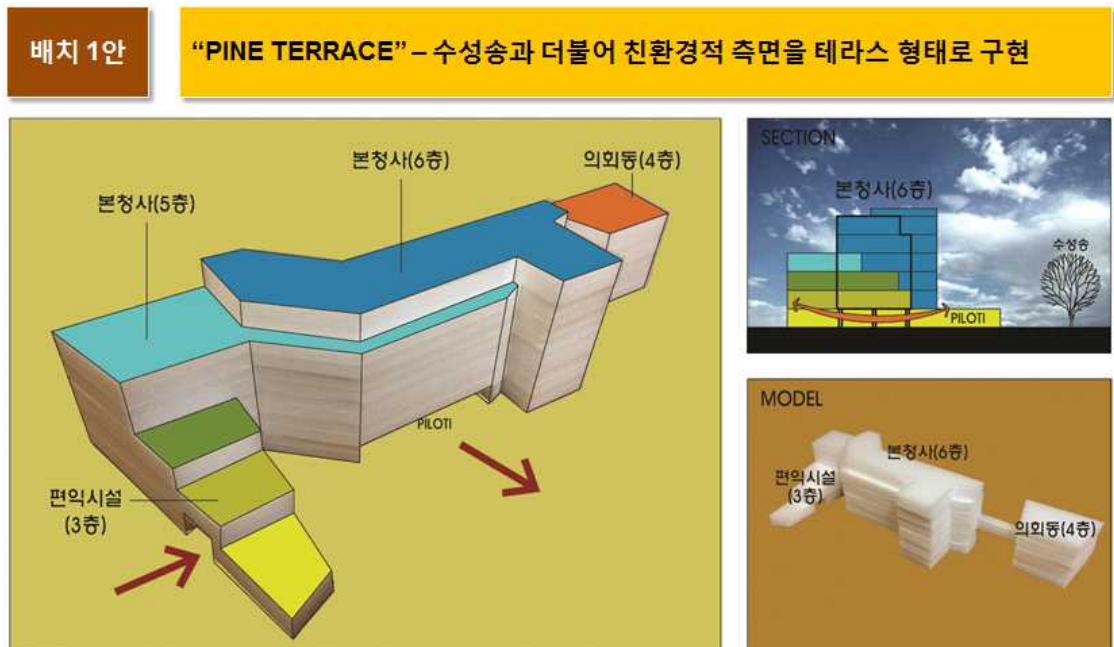 배치 1안
“PINE TERRACE” – 수성송과 더불어 친환경적 측면을 테라스 형태로 구현
본청사(5층)
본청사(6층)
의회동(4층)
PILOTI
편익시설
(3층)
SECTION
본청사(6층)
수성송
PILOTI
MODEL
본청사(6층)
편익시설
(3층)
의회동(4층)